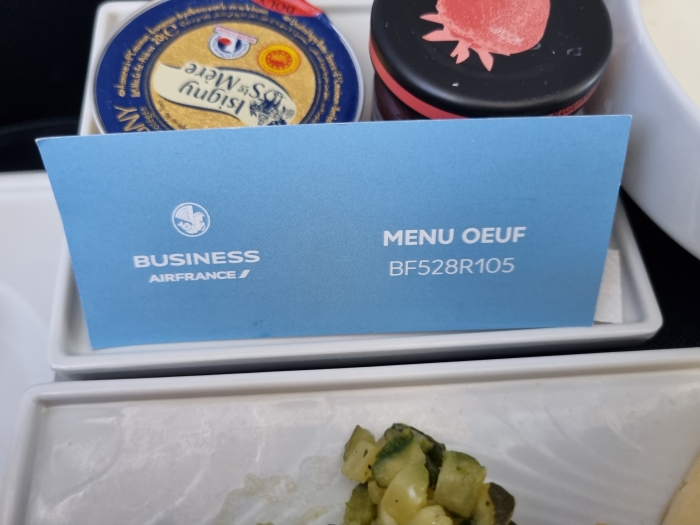 Isigny
Ste Mère
BUSINESS
AIRFRANCE
MENU OEUF
BF528R105